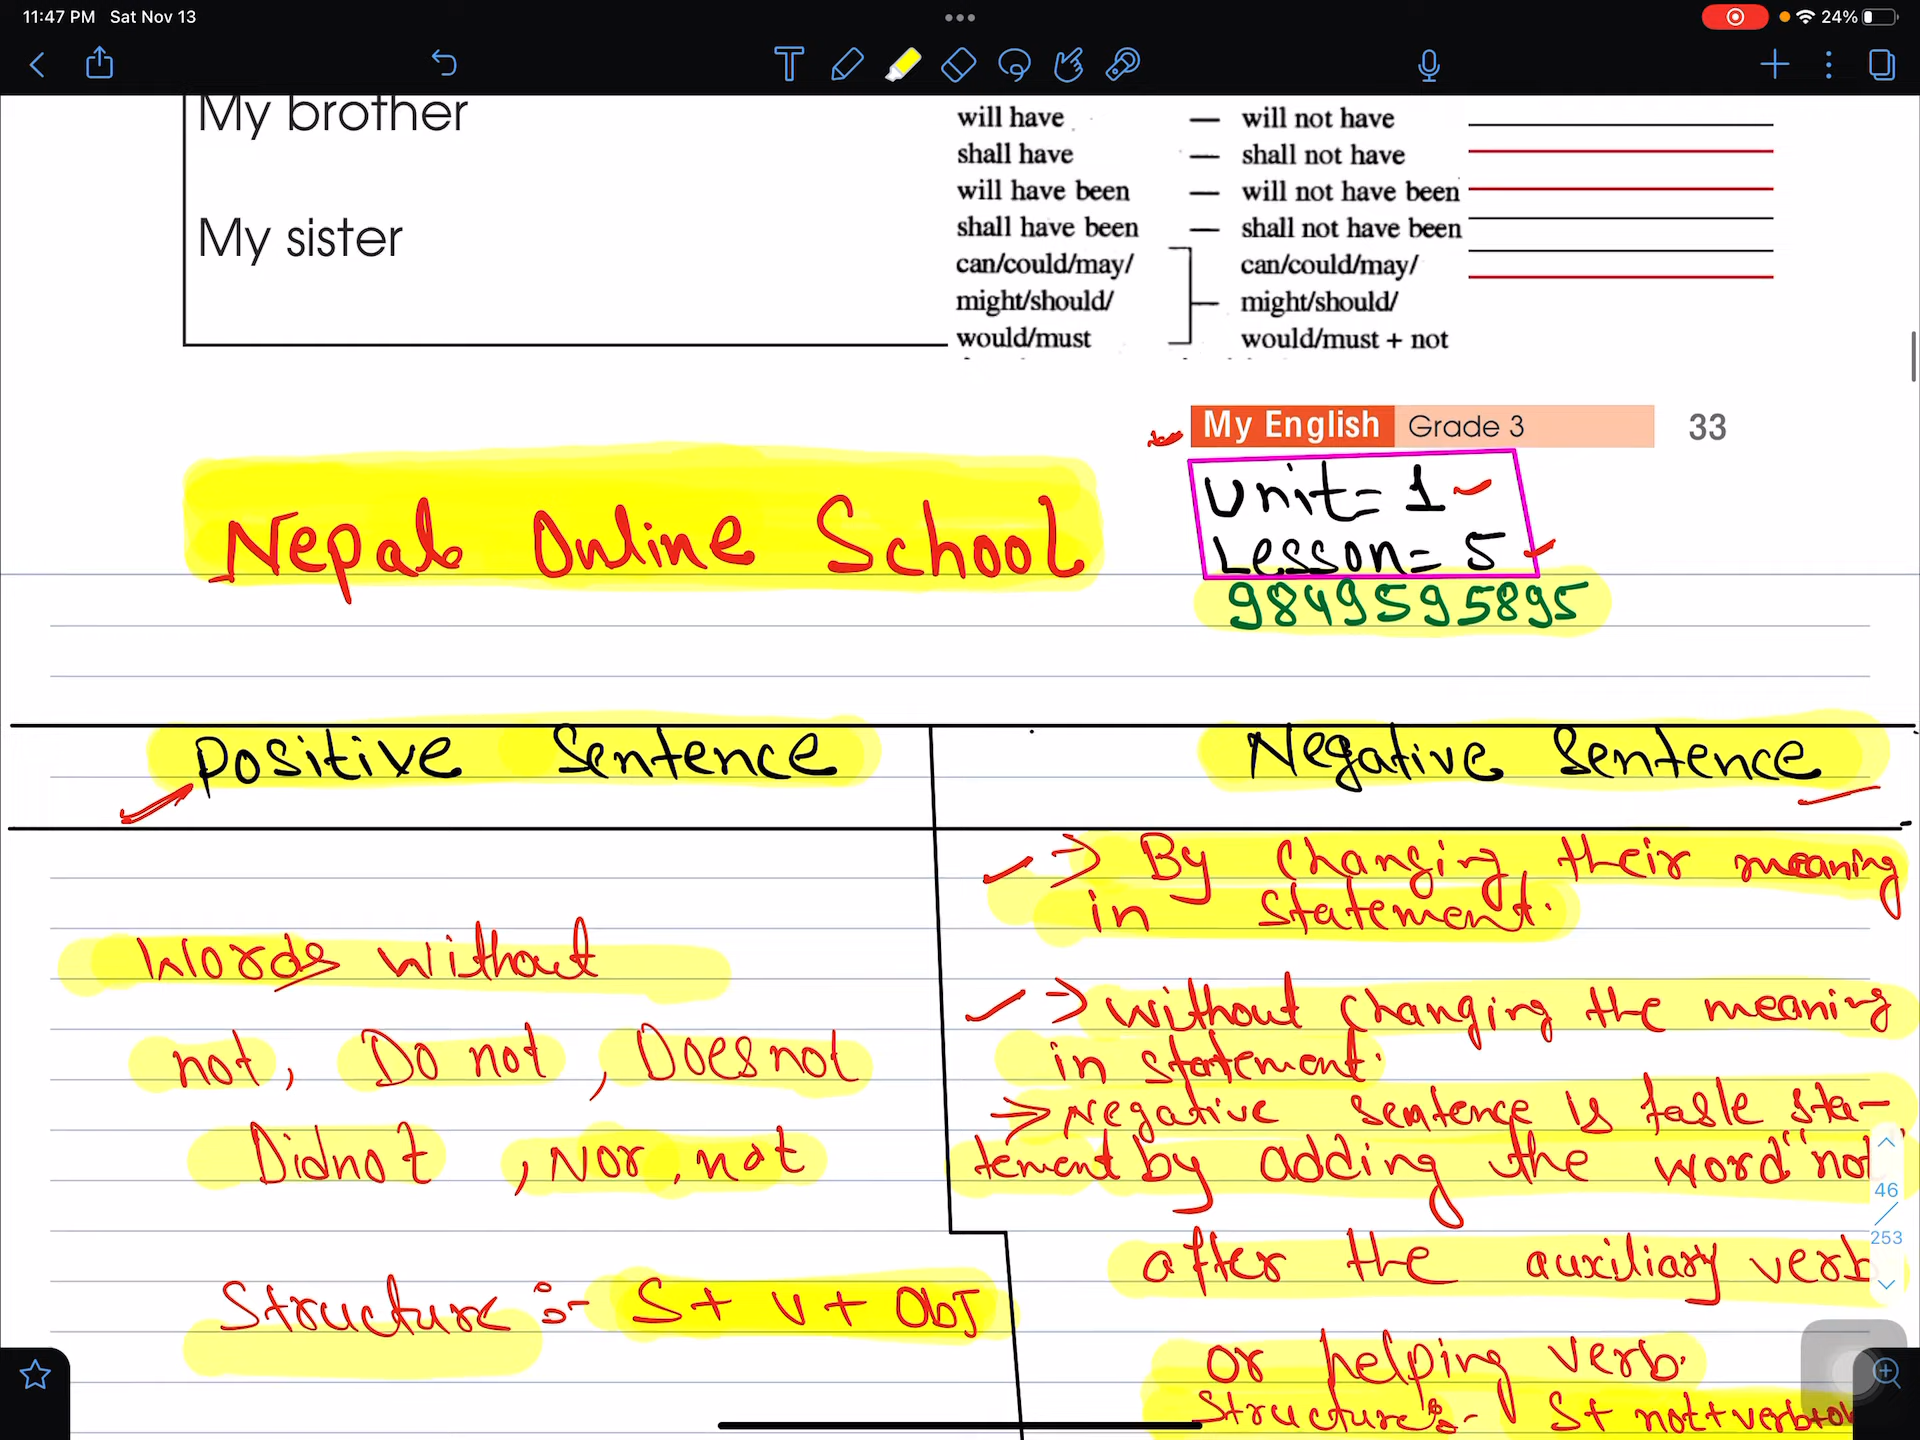 11:47 PM Sat Nov 13
24%
My brother
My sister
will have — will not have
shall have — shall not have
will have been — will not have been
shall have been — shall not have been
can/could/may/ can/could/may/
might/should/ — might/should/
would/must would/must + not
My English Grade 3 33
Unit= 1
Lesson= 5
9849595895
Nepal Online School
Positive Sentence
Negative Sentence
Words without
not, Do not, Does not
Didnot, Nor, not
Structure :- S+ V+ Obj
→ By changing their meaning
in statement.
→ without changing the meaning
in statement.
→ Negative sentence is fasle sta-
tement by adding the word "not
after the auxiliary verb
or helping verb.
Structure:- S+ not+verb+ob
46
/
253